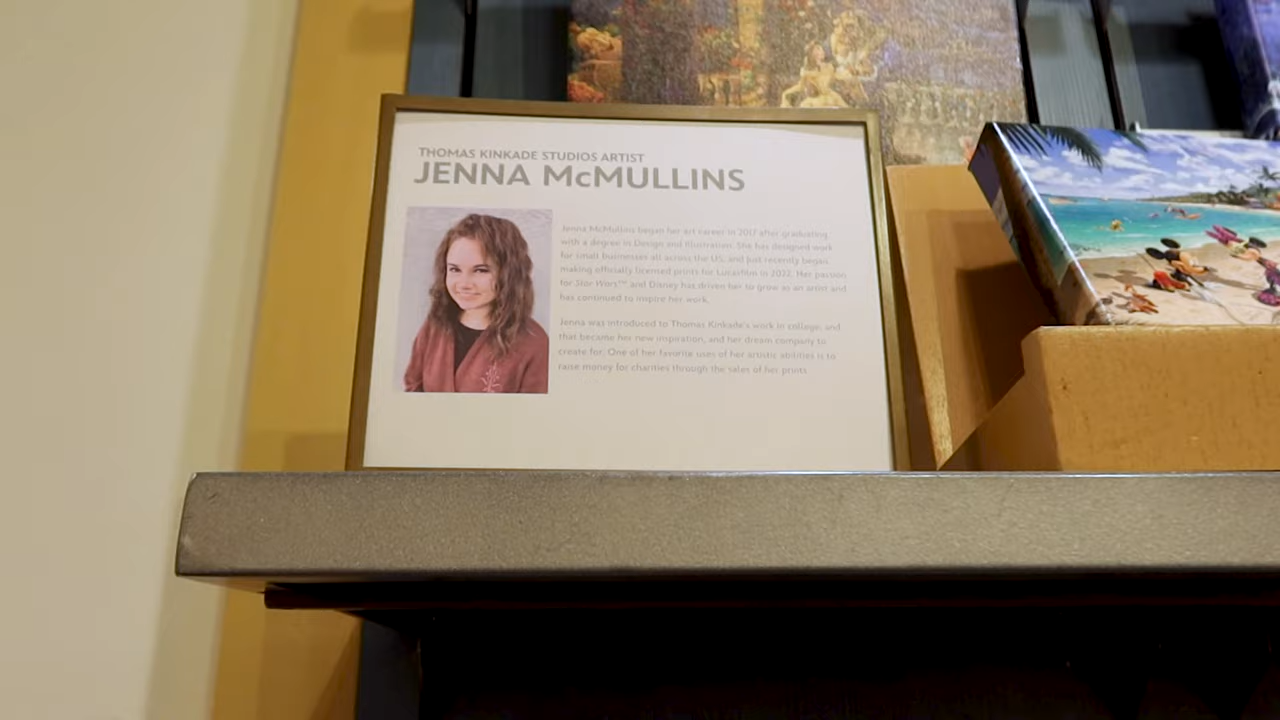 THOMAS KINKADE STUDIOS ARTIST
JENNA McMULLINS
Jenna McMullins began her art career in 2017 after graduating
with a degree in Design and Illustration. She has designed work
for small businesses all across the US, and just recently began
making officially licensed prints for Lucasfilm in 2022. Her passion
for Star Wars™ and Disney has driven her to grow as an artist and
has continued to inspire her work.
Jenna was introduced to Thomas Kinkade's work in college, and
that became her new inspiration, and her dream company to
create for. One of her favorite uses of her artistic abilities is to
raise money for charities through the sales of her prints.